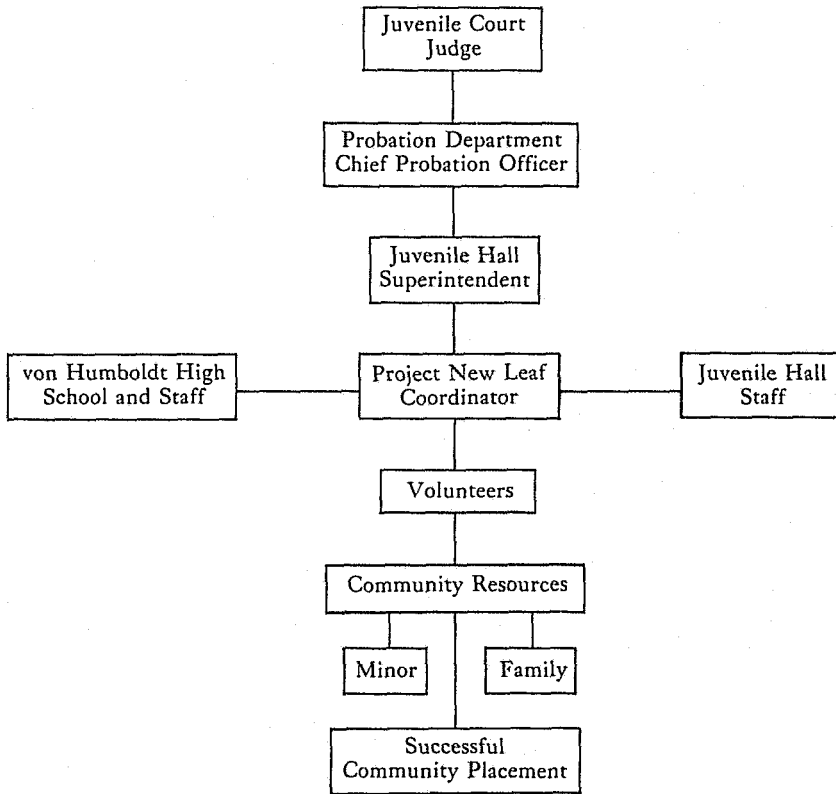 Juvenile Court
Judge
Probation Department
Chief Probation Officer
Juvenile Hall
Superintendent
von Humboldt High
School and Staff
Project New Leaf
Coordinator
Juvenile Hall
Staff
Volunteers
Community Resources
Minor
Family
Successful
Community Placement